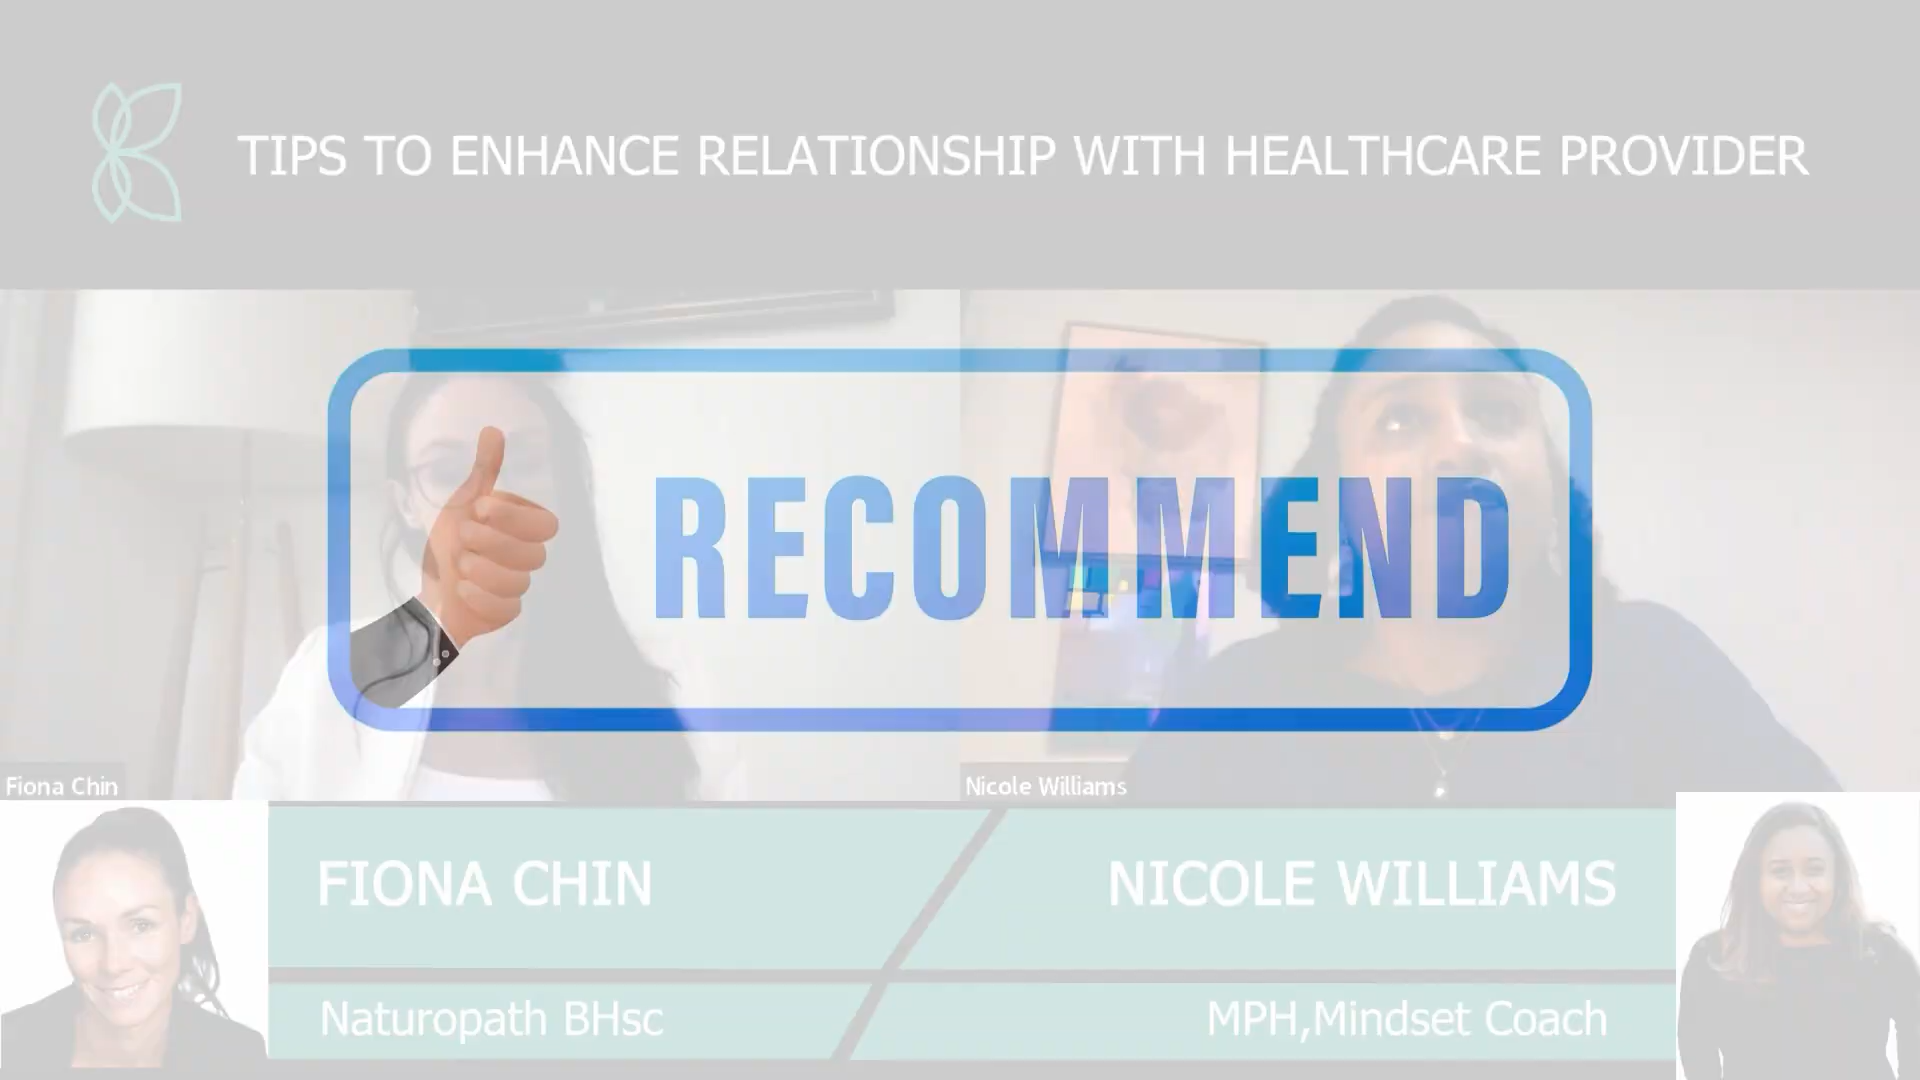 TIPS TO ENHANCE RELATIONSHIP WITH HEALTHCARE PROVIDER
RECOMMEND
Fiona Chin
Nicole Williams
FIONA CHIN
NICOLE WILLIAMS
Naturopath BHsc
MPH,Mindset Coach